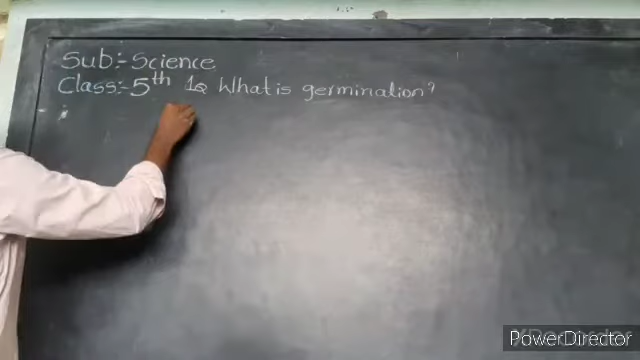 Sub:- Science
Class:- 5th 1Q What is germination?
PowerDirector